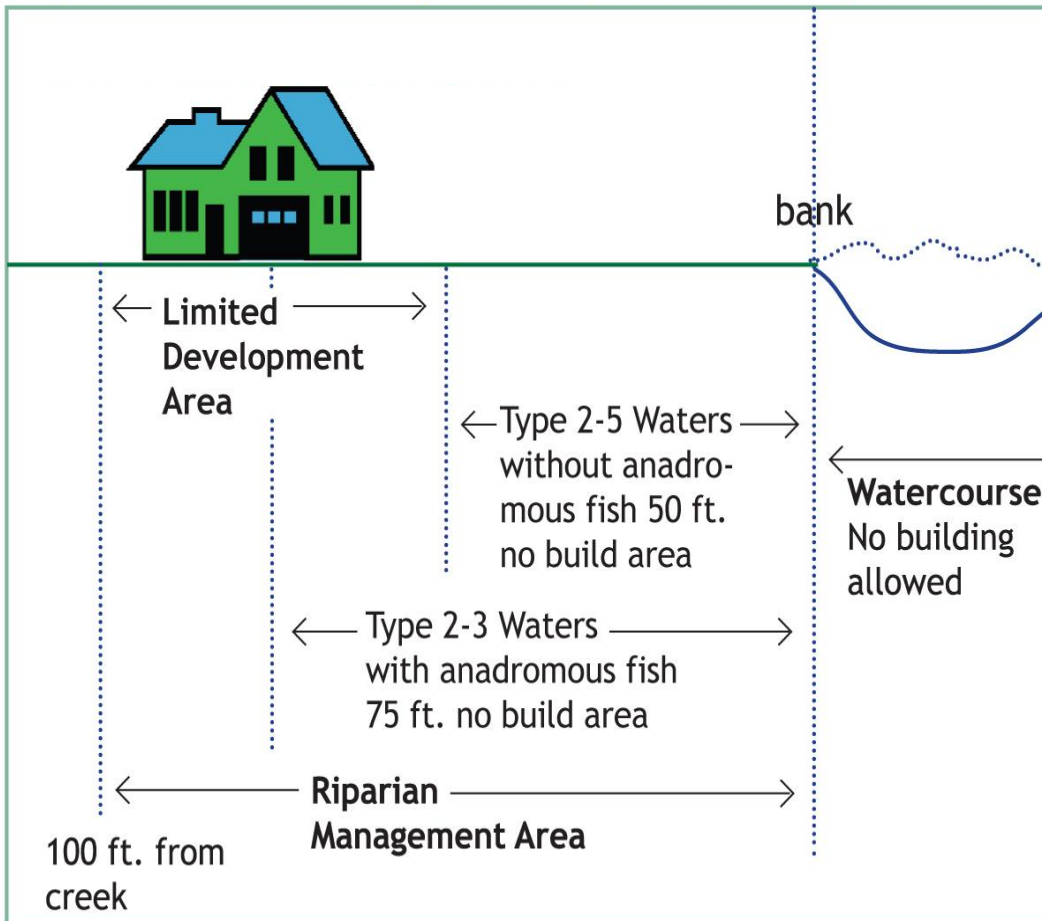 bank
Limited
Development
Area
Type 2-5 Waters
without anadro-
mous fish 50 ft.
no build area
Watercourse
No building
allowed
Type 2-3 Waters
with anadromous fish
75 ft. no build area
Riparian
Management Area
100 ft. from
creek